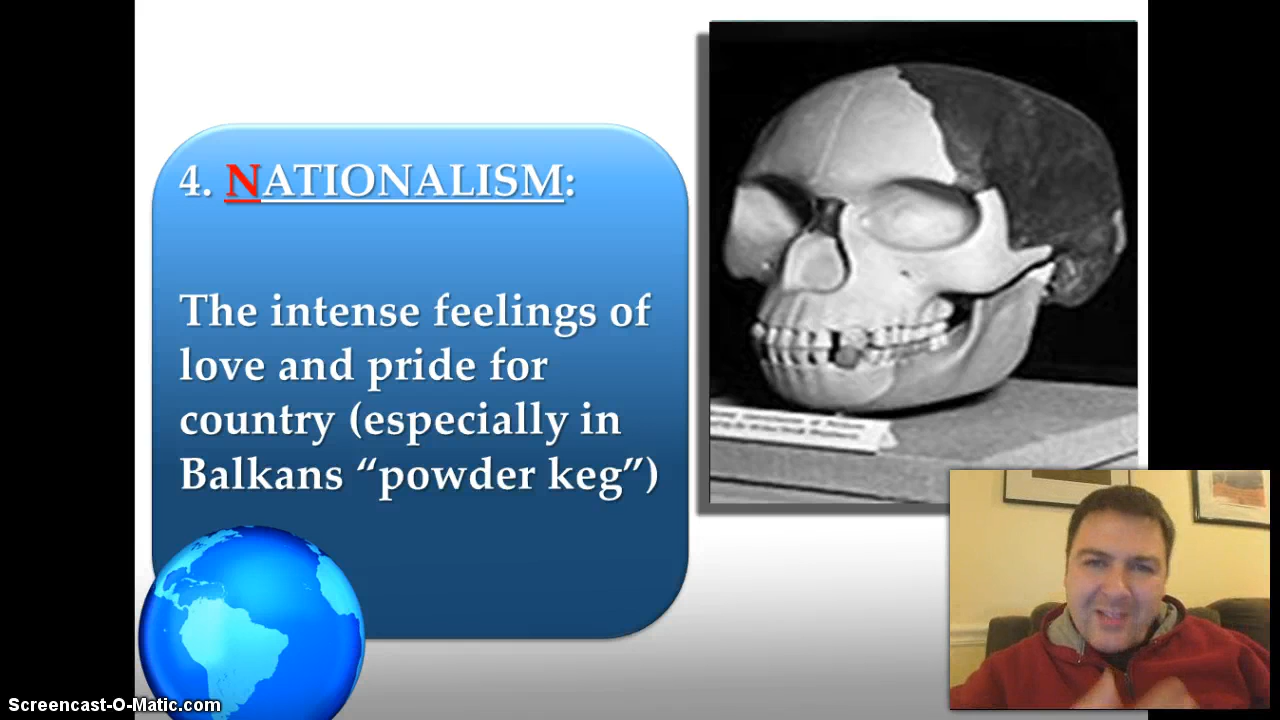 4. NATIONALISM:
The intense feelings of
love and pride for
country (especially in
Balkans “powder keg”)
Screencast-O-Matic.com